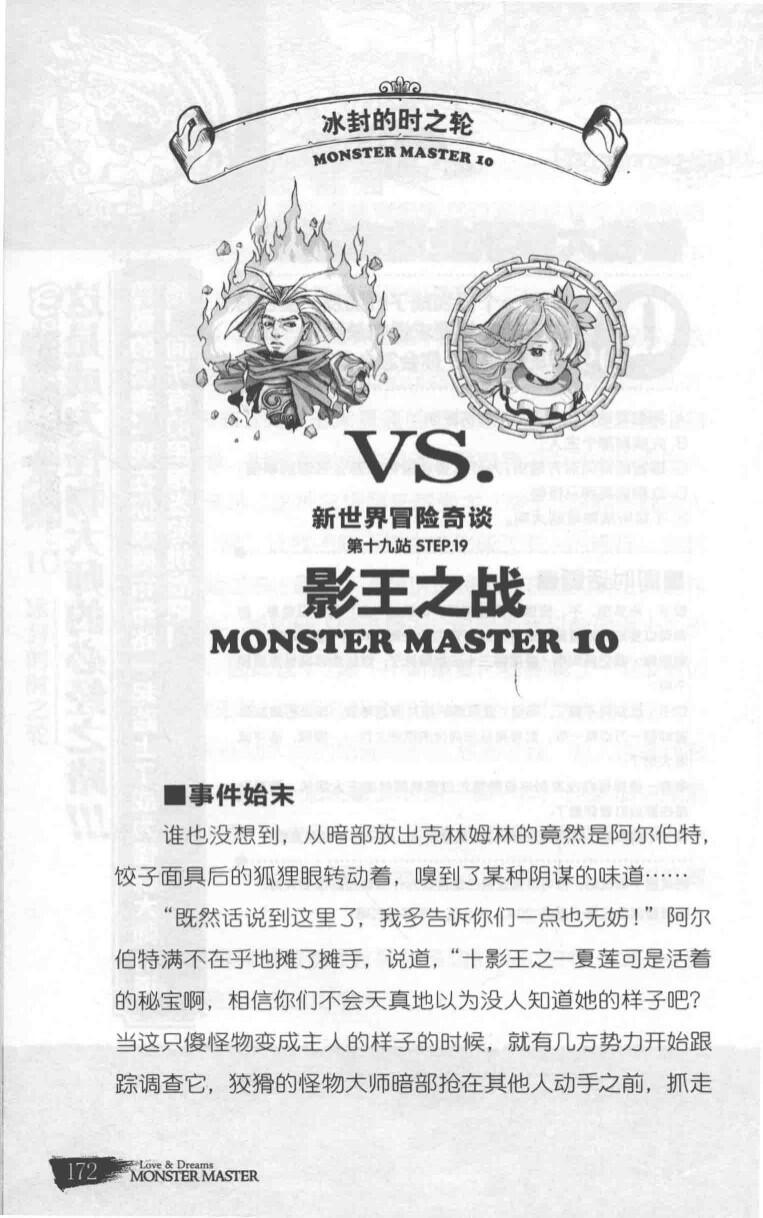 冰封的时之轮
MONSTER MASTER 10
VS.
新世界冒险奇谈
第十九站 STEP.19
影王之战
MONSTER MASTER 10
■事件始末
谁也没想到，从暗部放出克林姆林的竟然是阿尔伯特，
饺子面具后的狐狸眼转动着，嗅到了某种阴谋的味道……
“既然话说到这里了，我多告诉你们一点也无妨！”阿尔
伯特满不在乎地摊了摊手，说道，“十影王之一夏莲可是活着
的秘宝啊，相信你们不会天真地以为没人知道她的样子吧？
当这只傻怪物变成主人的样子的时候，就有几方势力开始跟
踪调查它，狡猾的怪物大师暗部抢在其他人动手之前，抓走
172
Love & Dreams
MONSTER MASTER